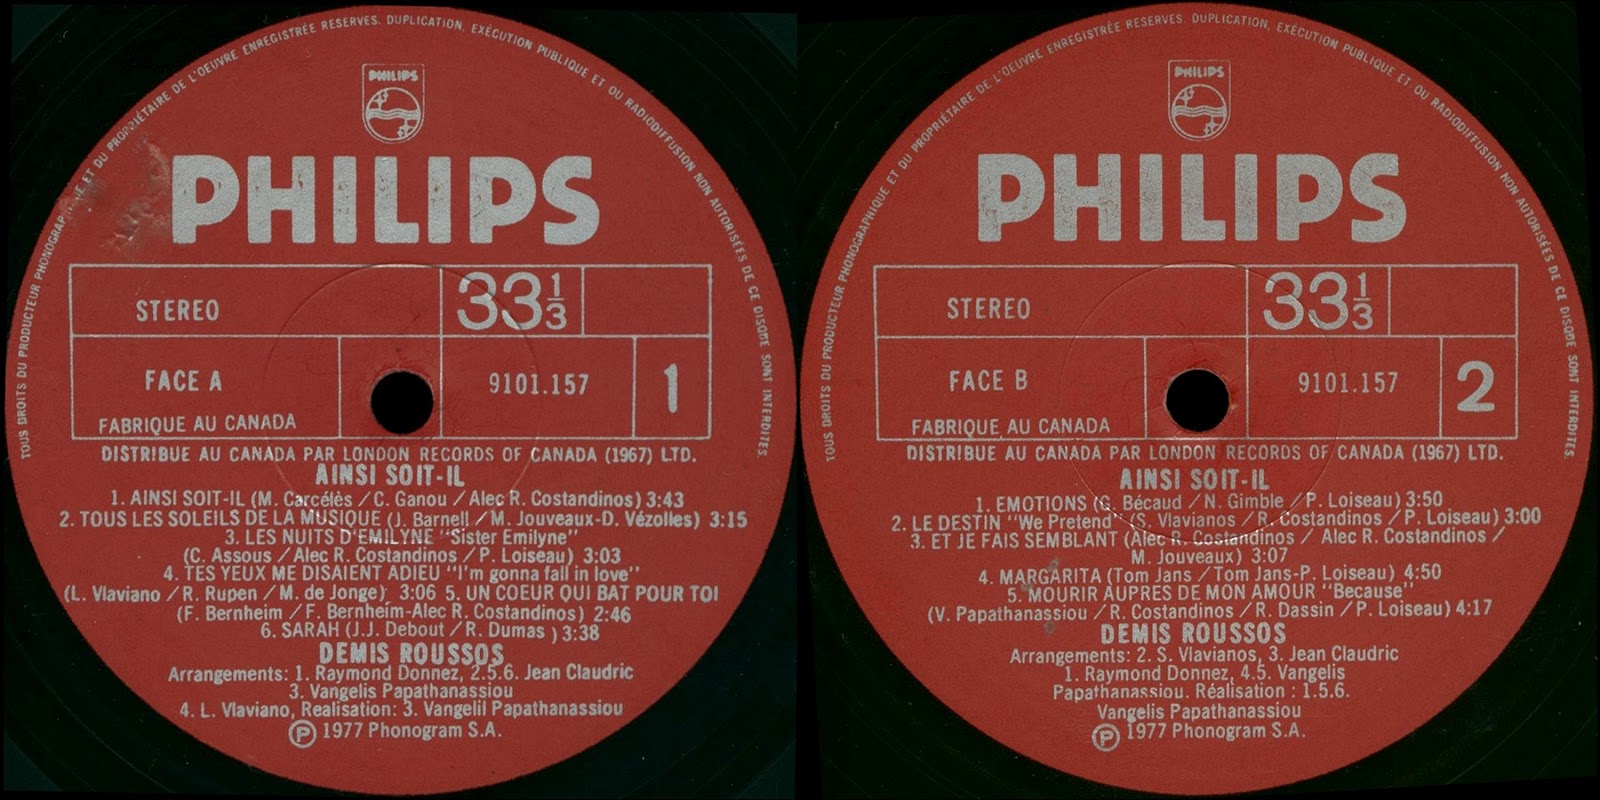 TOUS DROITS DU PRODUCTEUR PHONOGRAPHIQUE ET DU PROPRIÉTAIRE DE L'OEUVRE ENREGISTRÉE RESERVES. DUPLICATION, EXÉCUTION PUBLIQUE ET OU RADIODIFFUSION NON AUTORISÉES DE CE DISQUE SONT INTERDITES.
PHILIPS
PHILIPS
STEREO
33 1/3
FACE A
9101.157
1
FABRIQUE AU CANADA
DISTRIBUE AU CANADA PAR LONDON RECORDS OF CANADA (1967) LTD.
AINSI SOIT-IL
1. AINSI SOIT-IL (M. Carcélès / C. Ganou / Alec R. Costandinos) 3:43
2. TOUS LES SOLEILS DE LA MUSIQUE (J. Barnell / M. Jouveaux-D. Vézolles) 3:15
3. LES NUITS D'EMILYNE "Sister Emilyne"
(C. Assous / Alec R. Costandinos / P. Loiseau) 3:03
4. TES YEUX ME DISAIENT ADIEU "I'm gonna fall in love"
(L. Vlaviano / R. Rupen / M. de Jonge) 3:06 5. UN COEUR QUI BAT POUR TOI
(F. Bernheim / F. Bernheim-Alec R. Costandinos) 2:46
6. SARAH (J.J. Debout / R. Dumas ) 3:38
DEMIS ROUSSOS
Arrangements: 1. Raymond Donnez, 2.5.6. Jean Claudric
3. Vangelis Papathanassiou
4. L. Vlaviano, Realisation: 3. Vangelil Papathanassiou
℗ 1977 Phonogram S.A.
TOUS DROITS DU PRODUCTEUR PHONOGRAPHIQUE ET DU PROPRIÉTAIRE DE L'OEUVRE ENREGISTRÉE RESERVES. DUPLICATION, EXÉCUTION PUBLIQUE ET OU RADIODIFFUSION NON AUTORISÉES DE CE DISQUE SONT INTERDITES.
PHILIPS
PHILIPS
STEREO
33 1/3
FACE B
9101.157
2
FABRIQUE AU CANADA
DISTRIBUE AU CANADA PAR LONDON RECORDS OF CANADA (1967) LTD.
AINSI SOIT-IL
1. EMOTIONS (G. Bécaud / N. Gimble / P. Loiseau) 3:50
2. LE DESTIN "We Pretend" (S. Vlavianos / R. Costandinos / P. Loiseau) 3:00
3. ET JE FAIS SEMBLANT (Alec R. Costandinos / Alec R. Costandinos /
M. Jouveaux) 3:07
4. MARGARITA (Tom Jans / Tom Jans-P. Loiseau) 4:50
5. MOURIR AUPRES DE MON AMOUR "Because"
(V. Papathanassiou / R. Costandinos / R. Dassin / P. Loiseau) 4:17
DEMIS ROUSSOS
Arrangements: 2. S. Vlavianos, 3. Jean Claudric
1. Raymond Donnez, 4.5. Vangelis
Papathanassiou. Réalisation : 1.5.6.
Vangelis Papathanassiou
℗ 1977 Phonogram S.A.